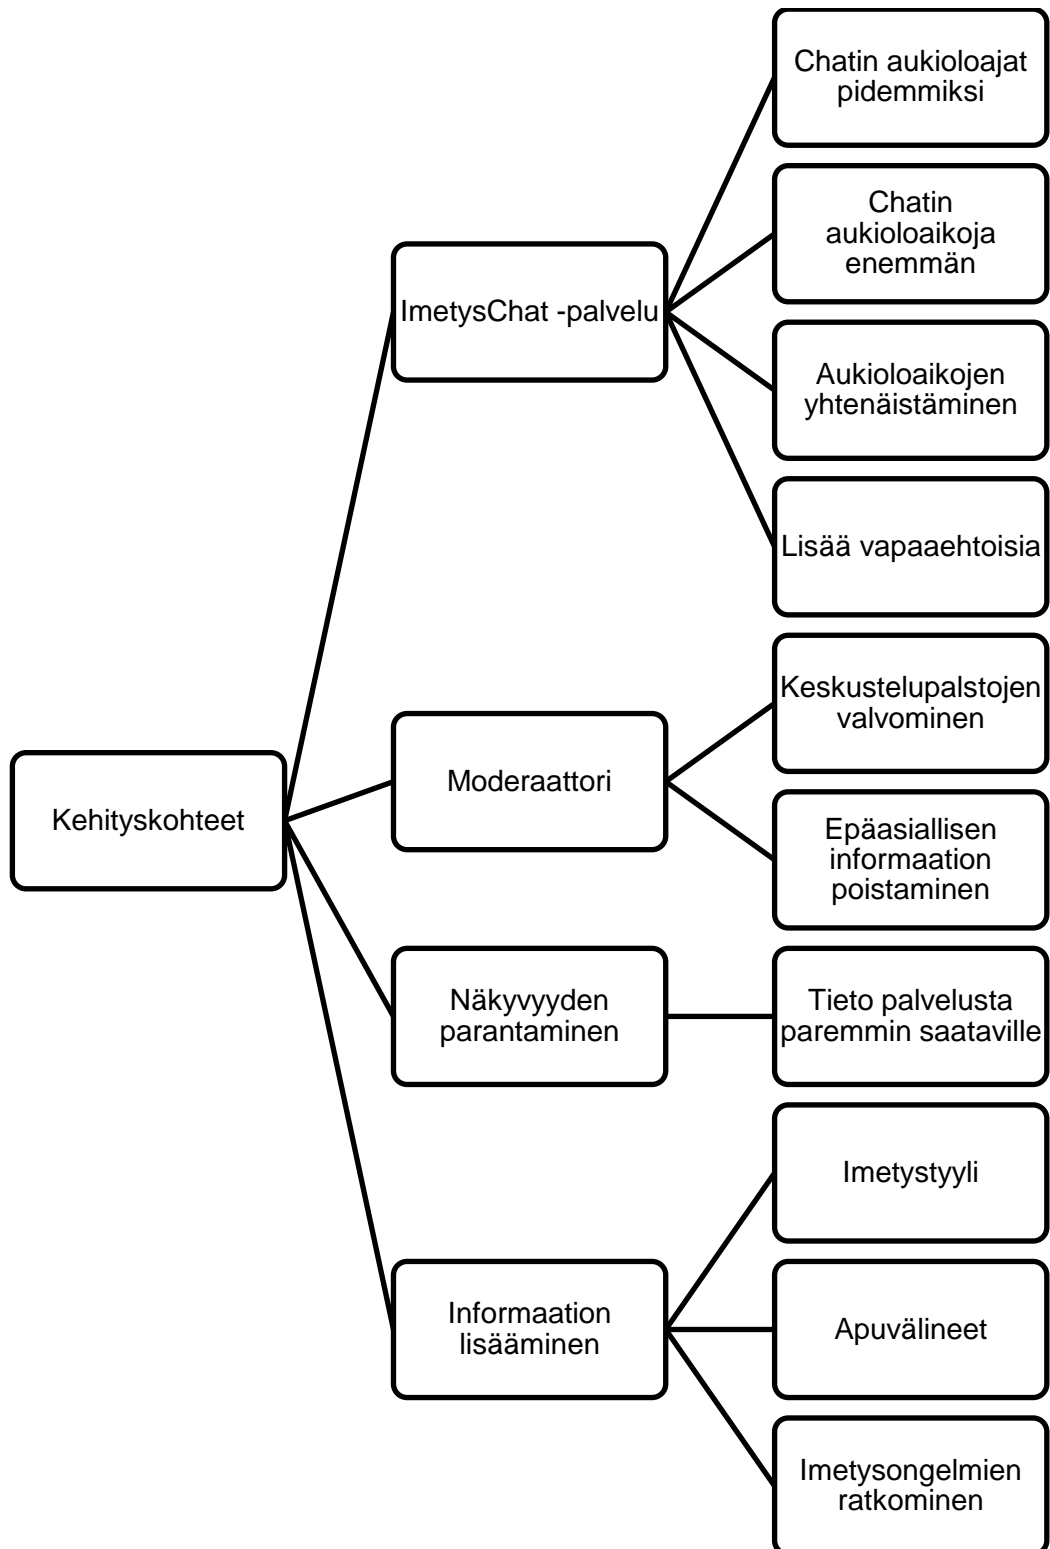 Kehityskohteet
ImetysChat -palvelu
Chatin aukioloajat
pidemmiksi
Chatin
aukioloaikoja
enemmän
Aukioloaikojen
yhtenäistäminen
Lisää vapaaehtoisia
Moderaattori
Keskustelupalstojen
valvominen
Epäasiallisen
informaation
poistaminen
Näkyvyyden
parantaminen
Tieto palvelusta
paremmin saataville
Informaation
lisääminen
Imetystyyli
Apuvälineet
Imetysongelmien
ratkominen